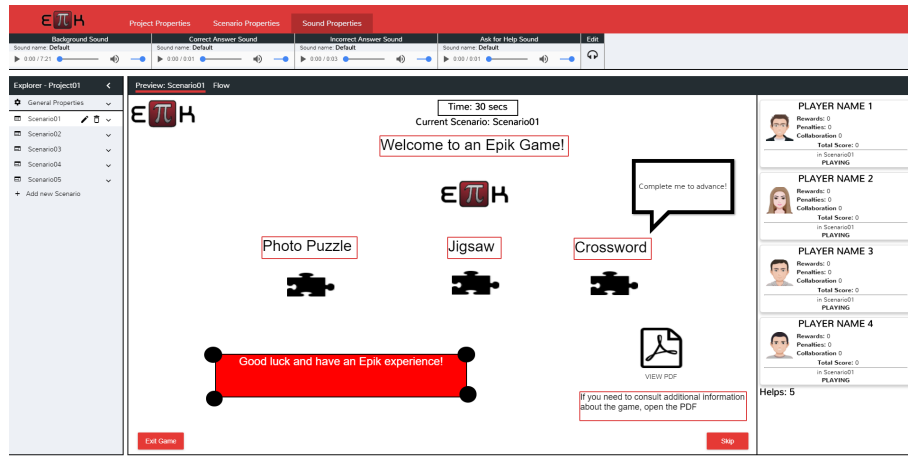 EπK
Project Properties Scenario Properties Sound Properties
Background Sound Correct Answer Sound Incorrect Answer Sound Ask for Help Sound Edit
Sound name: Default Sound name: Default Sound name: Default Sound name: Default
0:00 / 7:21 0:00 / 0:01 0:00 / 0:03 0:00 / 0:01
Explorer - Project01
General Properties
Scenario01
Scenario02
Scenario03
Scenario04
Scenario05
+ Add new Scenario
Preview: Scenario01 Flow
EπK
Time: 30 secs
Current Scenario: Scenario01
Welcome to an Epik Game!
EπK
Complete me to advance!
Photo Puzzle Jigsaw Crossword
Good luck and have an Epik experience!
VIEW PDF
If you need to consult additional information
about the game, open the PDF
Exit Game Skip
PLAYER NAME 1
Rewards: 0
Penalties: 0
Collaboration 0
Total Score: 0
in Scenario01
PLAYING
PLAYER NAME 2
Rewards: 0
Penalties: 0
Collaboration 0
Total Score: 0
in Scenario01
PLAYING
PLAYER NAME 3
Rewards: 0
Penalties: 0
Collaboration 0
Total Score: 0
in Scenario01
PLAYING
PLAYER NAME 4
Rewards: 0
Penalties: 0
Collaboration 0
Total Score: 0
in Scenario01
PLAYING
Helps: 5